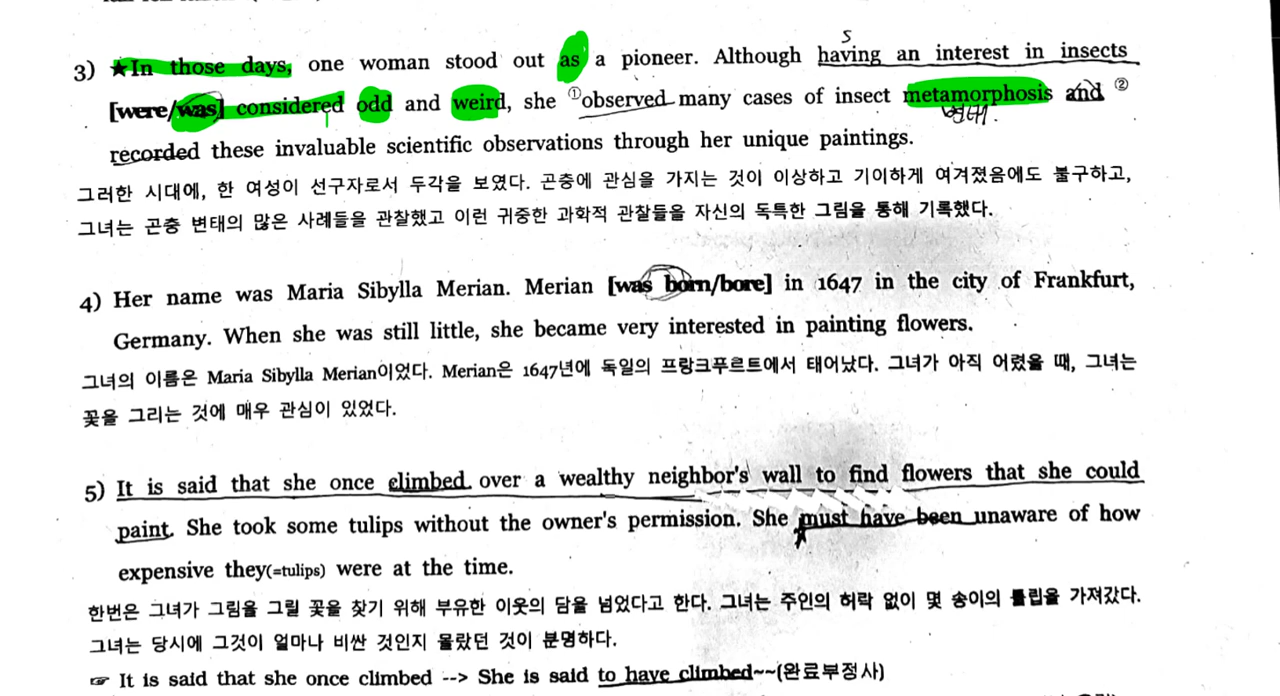 3) ★In those days, one woman stood out as a pioneer. Although having an interest in insects
S
[were/was] considered odd and weird, she ①observed many cases of insect metamorphosis and ②
변태.
recorded these invaluable scientific observations through her unique paintings.
그러한 시대에, 한 여성이 선구자로서 두각을 보였다. 곤충에 관심을 가지는 것이 이상하고 기이하게 여겨졌음에도 불구하고,
그녀는 곤충 변태의 많은 사례들을 관찰했고 이런 귀중한 과학적 관찰들을 자신의 독특한 그림을 통해 기록했다.
4) Her name was Maria Sibylla Merian. Merian [was born/bore] in 1647 in the city of Frankfurt,
Germany. When she was still little, she became very interested in painting flowers.
그녀의 이름은 Maria Sibylla Merian이었다. Merian은 1647년에 독일의 프랑크푸르트에서 태어났다. 그녀가 아직 어렸을 때, 그녀는
꽃을 그리는 것에 매우 관심이 있었다.
5) It is said that she once climbed over a wealthy neighbor's wall to find flowers that she could
paint. She took some tulips without the owner's permission. She must have been unaware of how
expensive they(=tulips) were at the time.
한번은 그녀가 그림을 그릴 꽃을 찾기 위해 부유한 이웃의 담을 넘었다고 한다. 그녀는 주인의 허락 없이 몇 송이의 튤립을 가져갔다.
그녀는 당시에 그것이 얼마나 비싼 것인지 몰랐던 것이 분명하다.
☞ It is said that she once climbed --> She is said to have climbed~~(완료부정사)